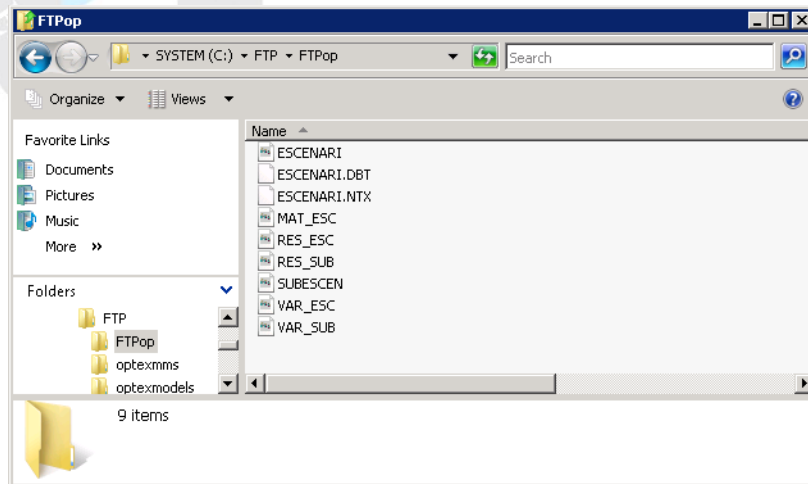 FTPop
SYSTEM (C:) FTP FTPop
Search
Organize Views
Favorite Links
Documents
Pictures
Music
More »
Folders
FTP
FTPop
optexmms
optexmodels
Name
ESCENARI
ESCENARI.DBT
ESCENARI.NTX
MAT_ESC
RES_ESC
RES_SUB
SUBESCEN
VAR_ESC
VAR_SUB
9 items